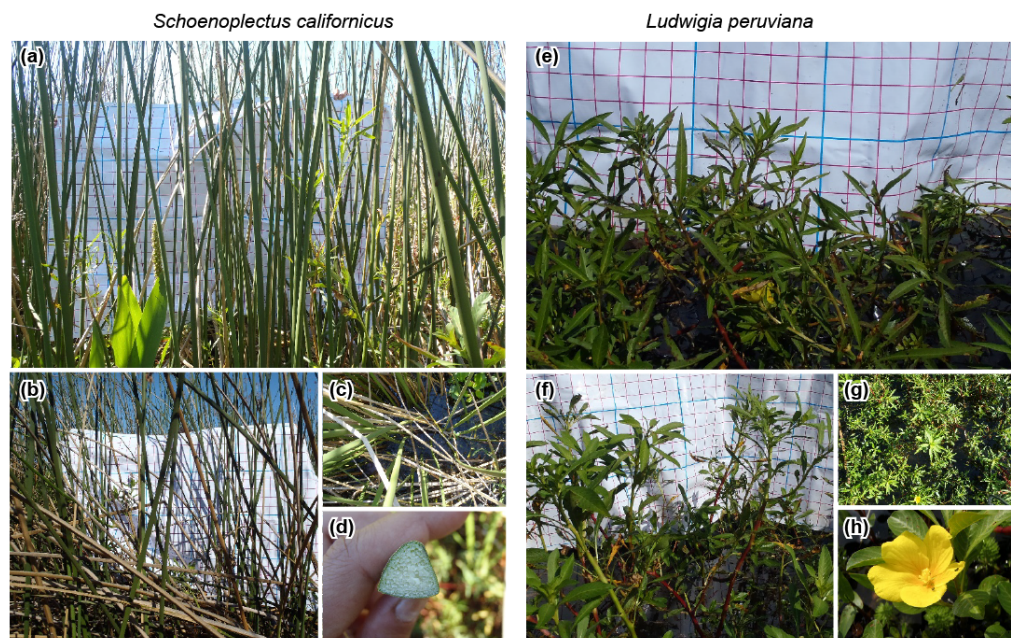 Schoenoplectus californicus
Ludwigia peruviana
(a)
(e)
(b)
(c)
(d)
(f)
(g)
(h)